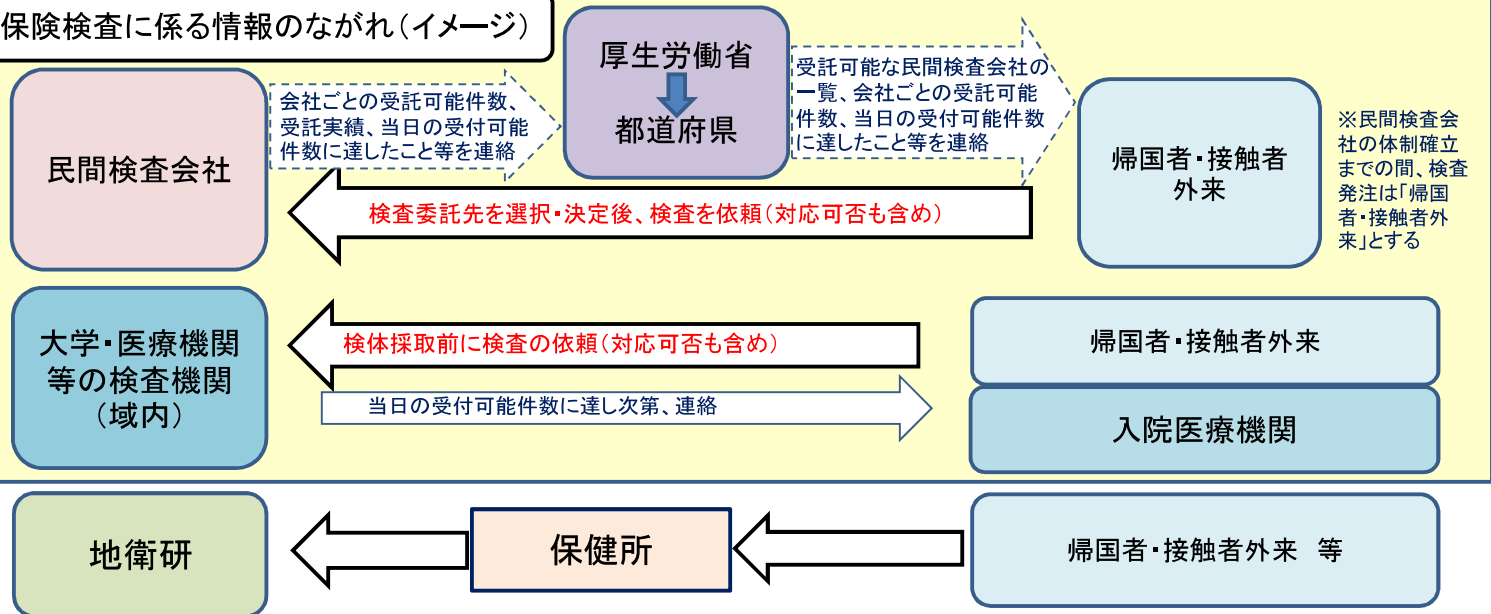 保険検査に係る情報のながれ（イメージ）
厚生労働省
都道府県
民間検査会社
会社ごとの受託可能件数、
受託実績、当日の受付可能
件数に達したこと等を連絡
受託可能な民間検査会社の
一覧、会社ごとの受託可能
件数、当日の受付可能件数
に達したこと等を連絡
帰国者・接触者
外来
※民間検査会
社の体制確立
までの間、検査
発注は「帰国
者・接触者外
来」とする
検査委託先を選択・決定後、検査を依頼（対応可否も含め）
大学・医療機関
等の検査機関
（域内）
検体採取前に検査の依頼（対応可否も含め）
当日の受付可能件数に達し次第、連絡
帰国者・接触者外来
入院医療機関
地衛研
保健所
帰国者・接触者外来　等